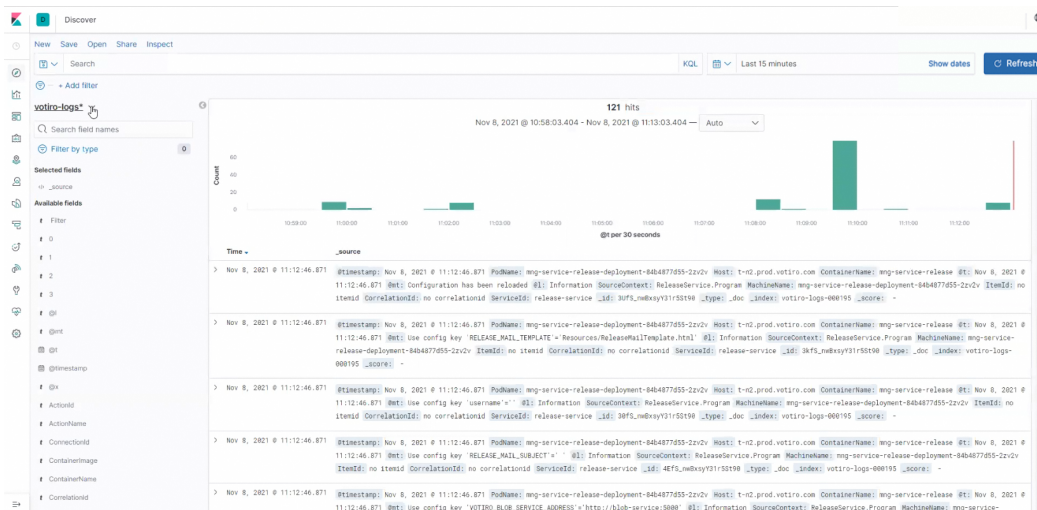 D Discover
New Save Open Share Inspect
Search KQL Last 15 minutes Show dates Refresh
+ Add filter
votiro-logs*
Search field names
Filter by type 0
Selected fields
_source
Available fields
t Filter
t 0
t 1
t 2
t 3
t @l
t @mt
@t
@timestamp
t @x
t ActionId
t ActionName
t ConnectionId
t ContainerImage
t ContainerName
t CorrelationId
121 hits
Nov 8, 2021 @ 10:58:03.404 - Nov 8, 2021 @ 11:13:03.404 — Auto
Count
60
40
20
0
10:59:00 11:00:00 11:01:00 11:02:00 11:03:00 11:04:00 11:05:00 11:06:00 11:07:00 11:08:00 11:09:00 11:10:00 11:11:00 11:12:00
@t per 30 seconds
Time _source
Nov 8, 2021 @ 11:12:46.871 @timestamp: Nov 8, 2021 @ 11:12:46.871 PodName: mng-service-release-deployment-84b4877d55-2zv2v Host: t-n2.prod.votiro.com ContainerName: mng-service-release @t: Nov 8, 2021 @
11:12:46.871 @mt: Configuration has been reloaded @l: Information SourceContext: ReleaseService.Program MachineName: mng-service-release-deployment-84b4877d55-2zv2v ItemId: no
itemid CorrelationId: no correlationid ServiceId: release-service _id: 3UfS_nwBxsyY31r5St90 _type: _doc _index: votiro-logs-000195 _score: -
Nov 8, 2021 @ 11:12:46.871 @timestamp: Nov 8, 2021 @ 11:12:46.871 PodName: mng-service-release-deployment-84b4877d55-2zv2v Host: t-n2.prod.votiro.com ContainerName: mng-service-release @t: Nov 8, 2021 @
11:12:46.871 @mt: Use config key `RELEASE_MAIL_TEMPLATE`=`Resources/ReleaseMailTemplate.html` @l: Information SourceContext: ReleaseService.Program MachineName: mng-service-
release-deployment-84b4877d55-2zv2v ItemId: no itemid CorrelationId: no correlationid ServiceId: release-service _id: 3kfS_nwBxsyY31r5St90 _type: _doc _index: votiro-logs-
000195 _score: -
Nov 8, 2021 @ 11:12:46.871 @timestamp: Nov 8, 2021 @ 11:12:46.871 PodName: mng-service-release-deployment-84b4877d55-2zv2v Host: t-n2.prod.votiro.com ContainerName: mng-service-release @t: Nov 8, 2021 @
11:12:46.871 @mt: Use config key `username`=`` @l: Information SourceContext: ReleaseService.Program MachineName: mng-service-release-deployment-84b4877d55-2zv2v ItemId: no
itemid CorrelationId: no correlationid ServiceId: release-service _id: 30fS_nwBxsyY31r5St90 _type: _doc _index: votiro-logs-000195 _score: -
Nov 8, 2021 @ 11:12:46.871 @timestamp: Nov 8, 2021 @ 11:12:46.871 PodName: mng-service-release-deployment-84b4877d55-2zv2v Host: t-n2.prod.votiro.com ContainerName: mng-service-release @t: Nov 8, 2021 @
11:12:46.871 @mt: Use config key `RELEASE_MAIL_SUBJECT`=` ` @l: Information SourceContext: ReleaseService.Program MachineName: mng-service-release-deployment-84b4877d55-2zv2v
ItemId: no itemid CorrelationId: no correlationid ServiceId: release-service _id: 4EfS_nwBxsyY31r5St90 _type: _doc _index: votiro-logs-000195 _score: -
Nov 8, 2021 @ 11:12:46.871 @timestamp: Nov 8, 2021 @ 11:12:46.871 PodName: mng-service-release-deployment-84b4877d55-2zv2v Host: t-n2.prod.votiro.com ContainerName: mng-service-release @t: Nov 8, 2021 @
11:12:46.871 @mt: Use config key `VOTIRO_BLOB_SERVICE_ADDRESS`=`http://blob-service:5000` @l: Information SourceContext: ReleaseService.Program MachineName: mng-service-